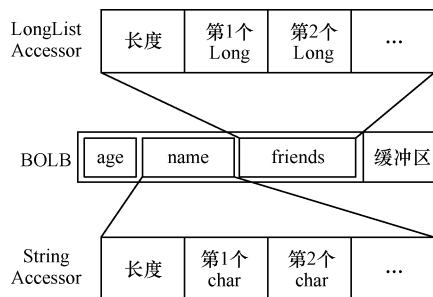 LongList
Accessor
长度
第1个
Long
第2个
Long
...
BOLB
age
name
friends
缓冲区
String
Accessor
长度
第1个
char
第2个
char
...